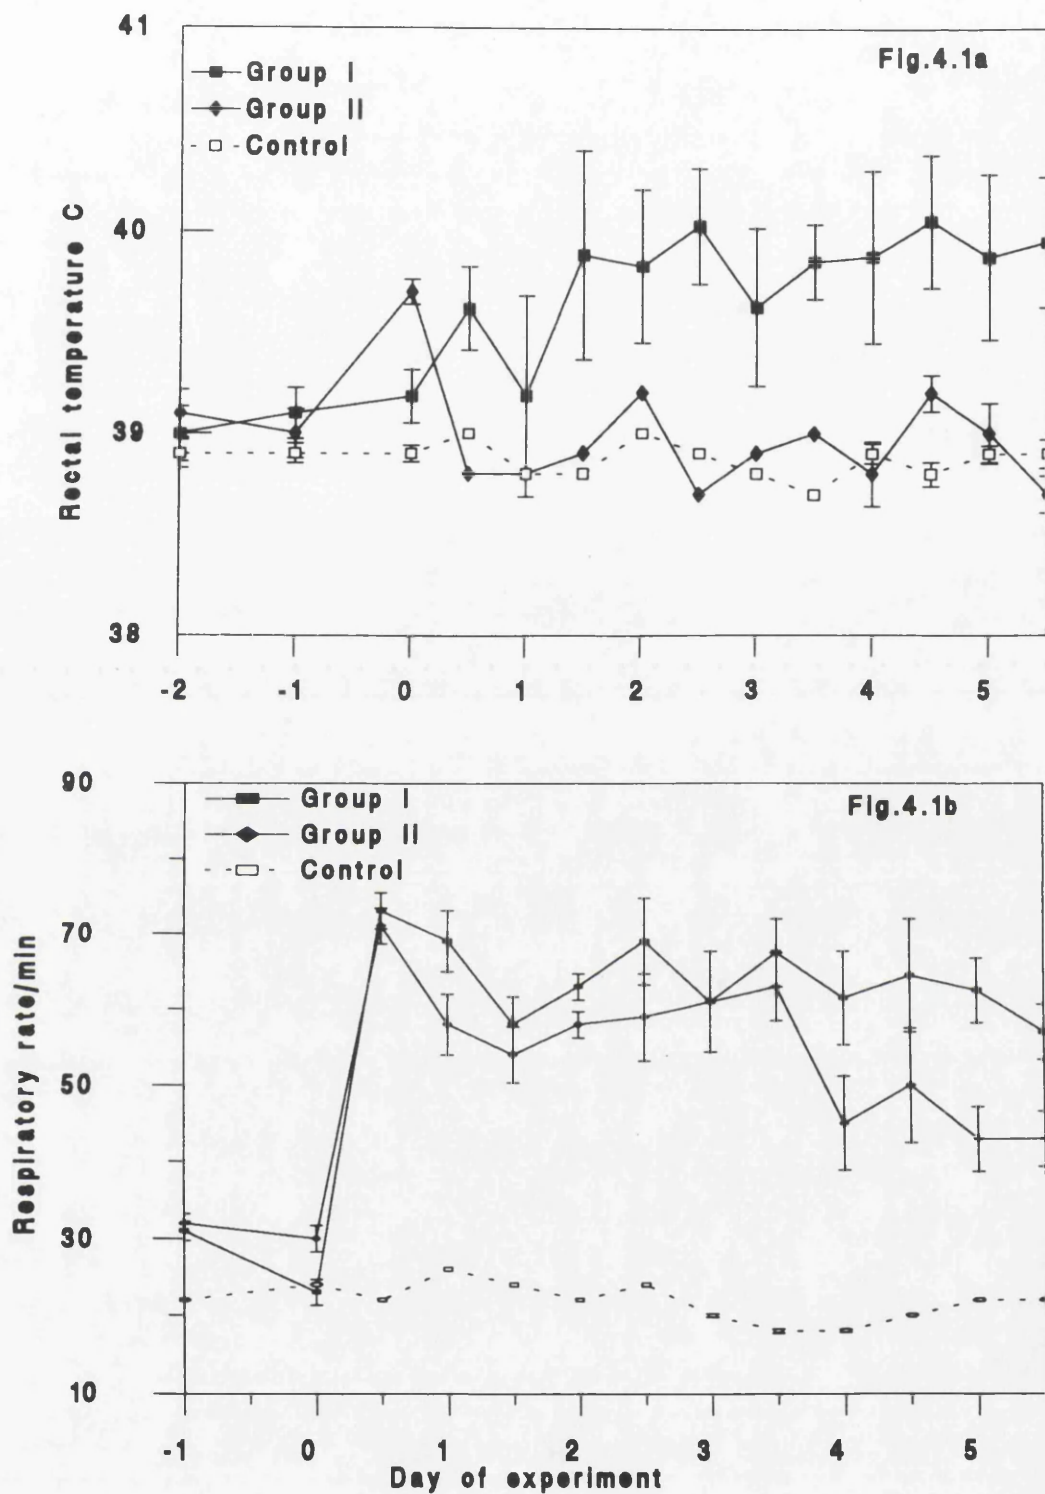 41
Fig.4.1a
Group I
Group II
Control
40
39
38
Rectal temperature C
-2 -1 0 1 2 3 4 5
90
Fig.4.1b
Group I
Group Ii
Control
70
50
30
10
Respiratory rate/min
-1 0 1 2 3 4 5
Day of experiment